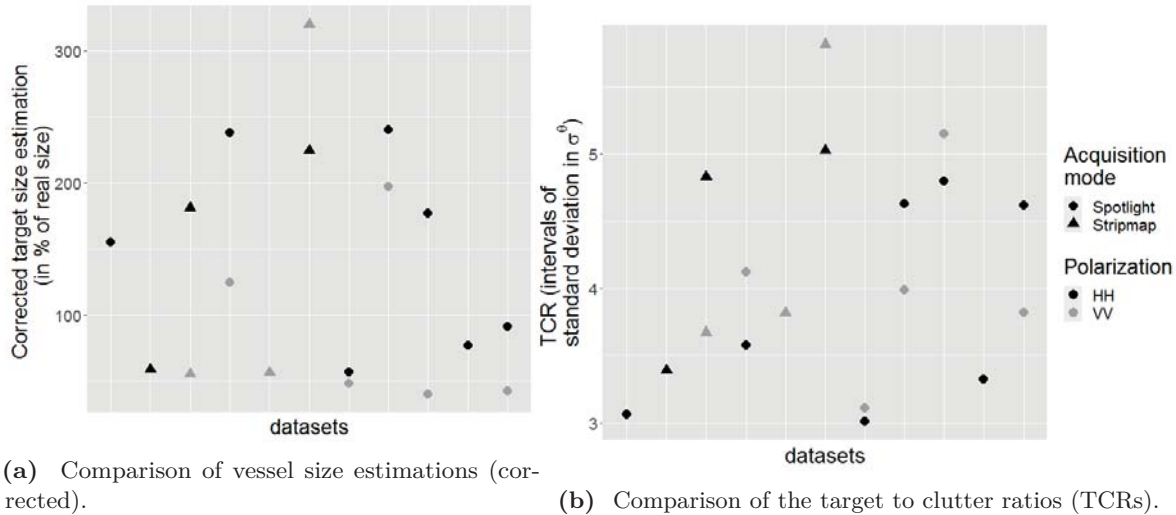 300
200
100
Corrected target size estimation
(in % of real size)
datasets
(a) Comparison of vessel size estimations (cor-
rected).
5
4
3
TCR (intervals of
standard deviation in σ^θ)
datasets
Acquisition
mode
Spotlight
Stripmap
Polarization
HH
VV
(b) Comparison of the target to clutter ratios (TCRs).